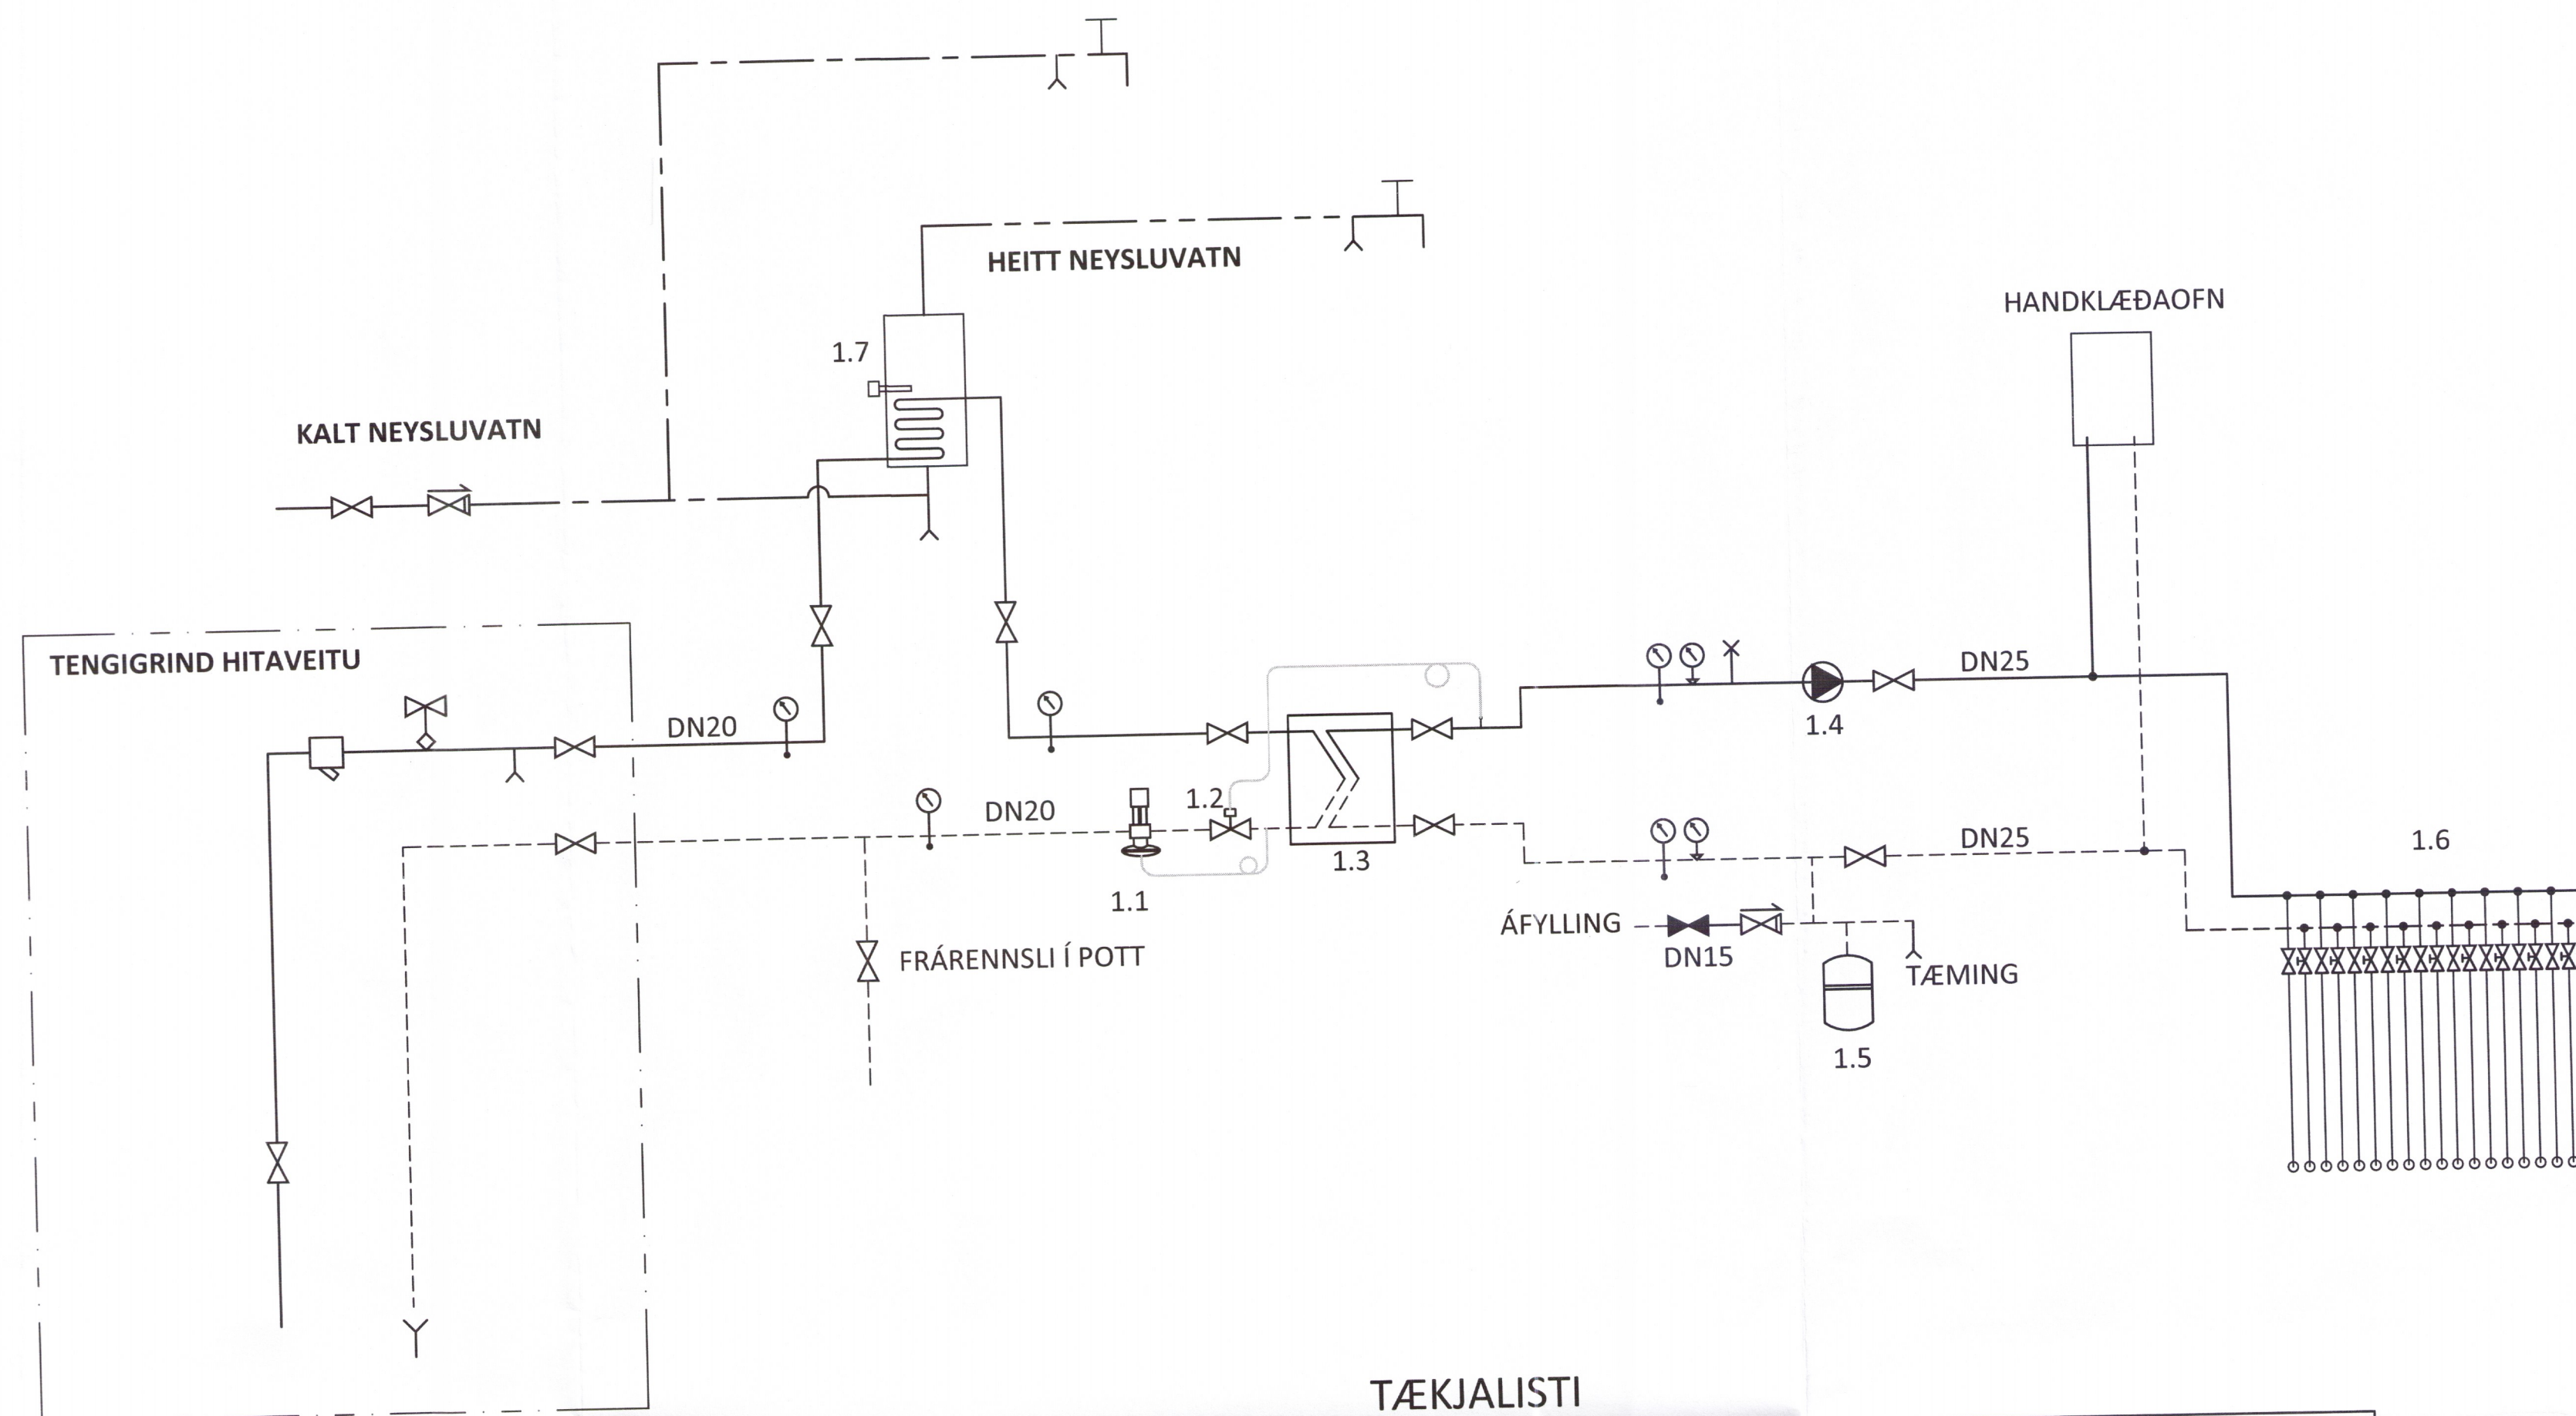 HEITT NEYSLUVATN
HANDKLÆÐAOFN
1.7
KALT NEYSLUVATN
TENGIGRIND HITAVEITU
DN20
DN25
1.4
DN20
1.2
1.3
1.1
DN25
1.6
ÁFYLLING
DN15
TÆMING
FRÁRENNSLI Í POTT
1.5
TÆKJALISTI